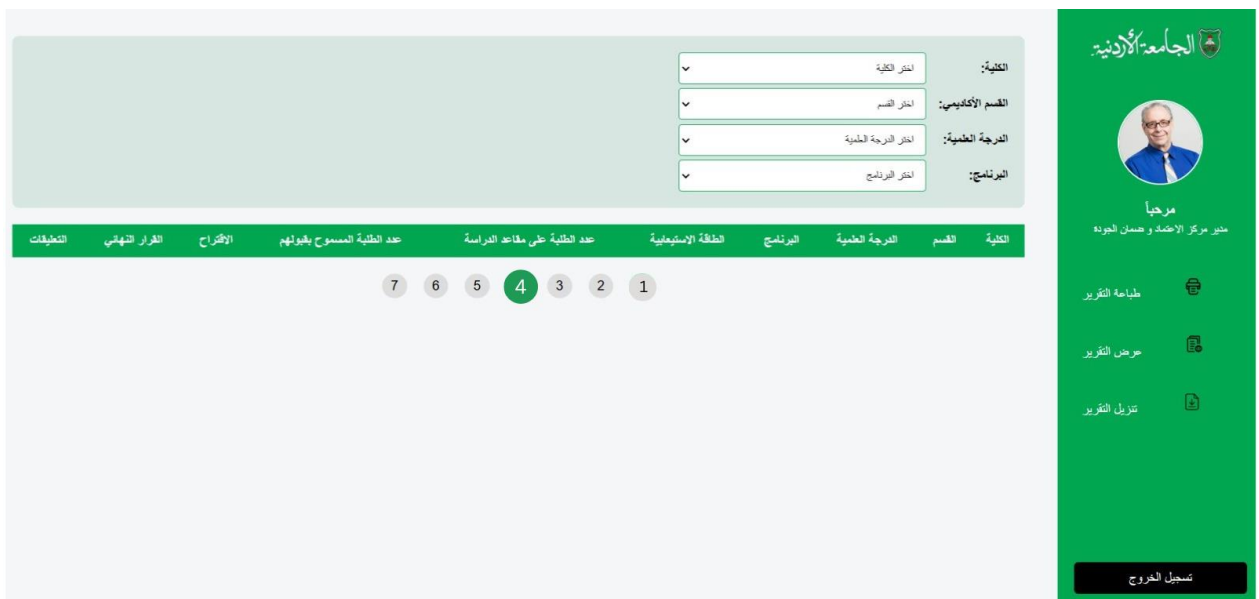 الجامعة الأردنية
مرحباً
مدير مركز الاعتماد و ضمان الجودة
طباعة التقرير
عرض التقرير
تنزيل التقرير
تسجيل الخروج
الكلية: اختر الكلية
القسم الأكاديمي: اختر القسم
الدرجة العلمية: اختر الدرجة العلمية
البرنامج: اختر البرنامج
الكلية القسم الدرجة العلمية البرنامج الطاقة الاستيعابية عدد الطلبة على مقاعد الدراسة عدد الطلبة المسموح بقبولهم الاقتراح القرار النهائي التعليقات
1 2 3 4 5 6 7